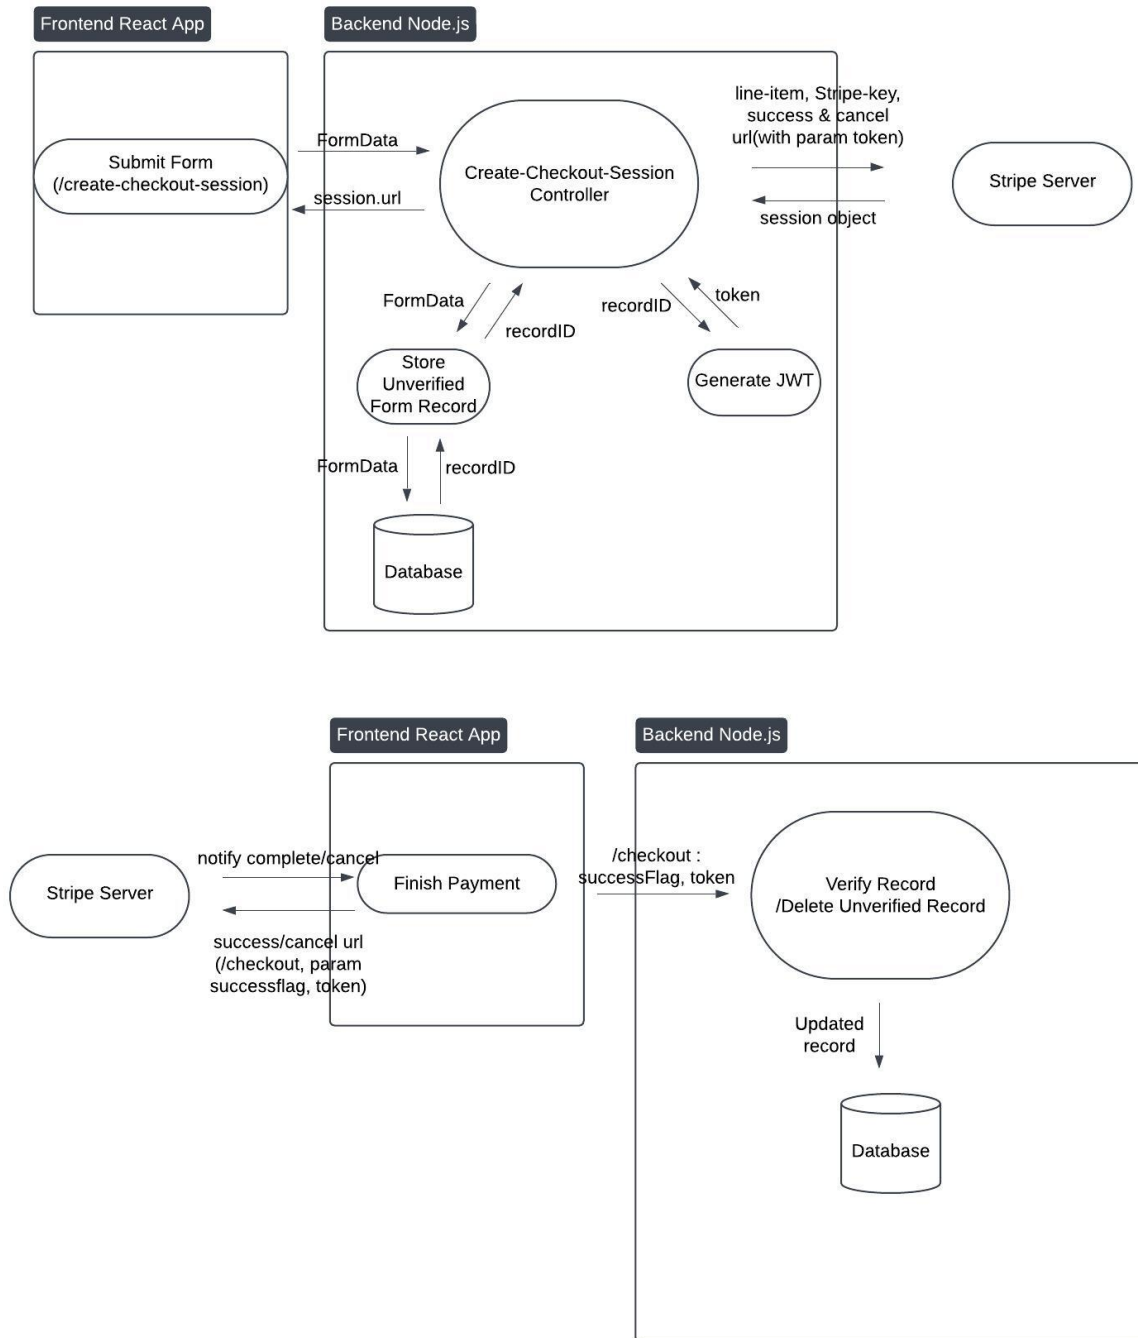 Frontend React App
Backend Node.js
Submit Form
(/create-checkout-session)
FormData
session.url
Create-Checkout-Session
Controller
line-item, Stripe-key,
success & cancel
url(with param token)
session object
Stripe Server
FormData
recordID
recordID
token
Store
Unverified
Form Record
Generate JWT
FormData
recordID
Database
Frontend React App
Backend Node.js
Stripe Server
notify complete/cancel
success/cancel url
(/checkout, param
successflag, token)
Finish Payment
/checkout :
successFlag, token
Verify Record
/Delete Unverified Record
Updated
record
Database